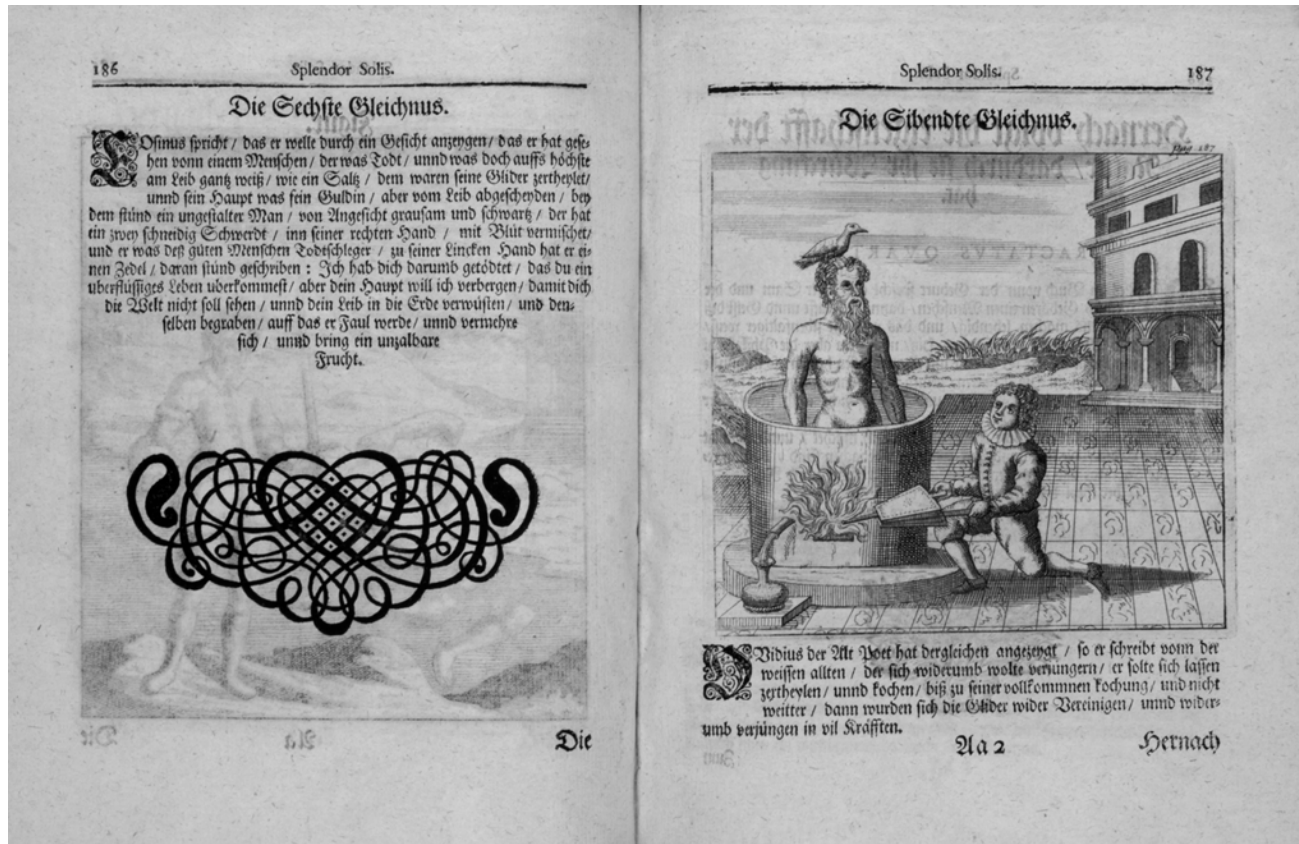 186
Splendor Solis.
Die Sechste Gleichnus.
ROsinus spricht / das er welle durch ein Gesicht anzeygen / das er hat gese-
hen vonn einem Menschen / der was Todt / unnd was doch auffs höchste
am Leib gantz weiß / wie ein Saltz / dem waren seine Glider zertheylet /
unnd sein Haupt was fein Guldin / aber vom Leib abgescheyden / bey
dem stünd ein ungestalter Man / von Angesicht grausam und schwartz / der hat
ein zwey schneidig Schwerdt / inn seiner rechten Hand / mit Blüt vermischet /
und er was deß güten Menschen Todtschleger / zu seiner Lincken Hand hat er ei-
nen Zedel / daran stünd geschriben : Ich hab dich darumb getödtet / das du ein
uberflüssiges Leben uberkommest / aber dein Haupt will ich verbergen / damit dich
die Welt nicht soll sehen / unnd dein Leib in die Erde verwüsten / und den-
selben begraben / auff das er Faul werde / unnd vermehre
sich / unnd bring ein unzalbare
Frucht.
Die
Splendor Solis.
187
Die Sibendte Gleichnus.
pag. 187
OVidius der Alt Poet hat dergleichen angezeygt / so er schreibt vonn der
weissen allten / der sich widerumb wolte verjungern / er solte sich lassen
zertheylen / unnd kochen / biß zu seiner vollkommnen kochung / und nicht
weitter / dann wurden sich die Glider wider Vereinigen / unnd wider-
umb verjüngen in vil Kräfften.
Aa 2
Hernach